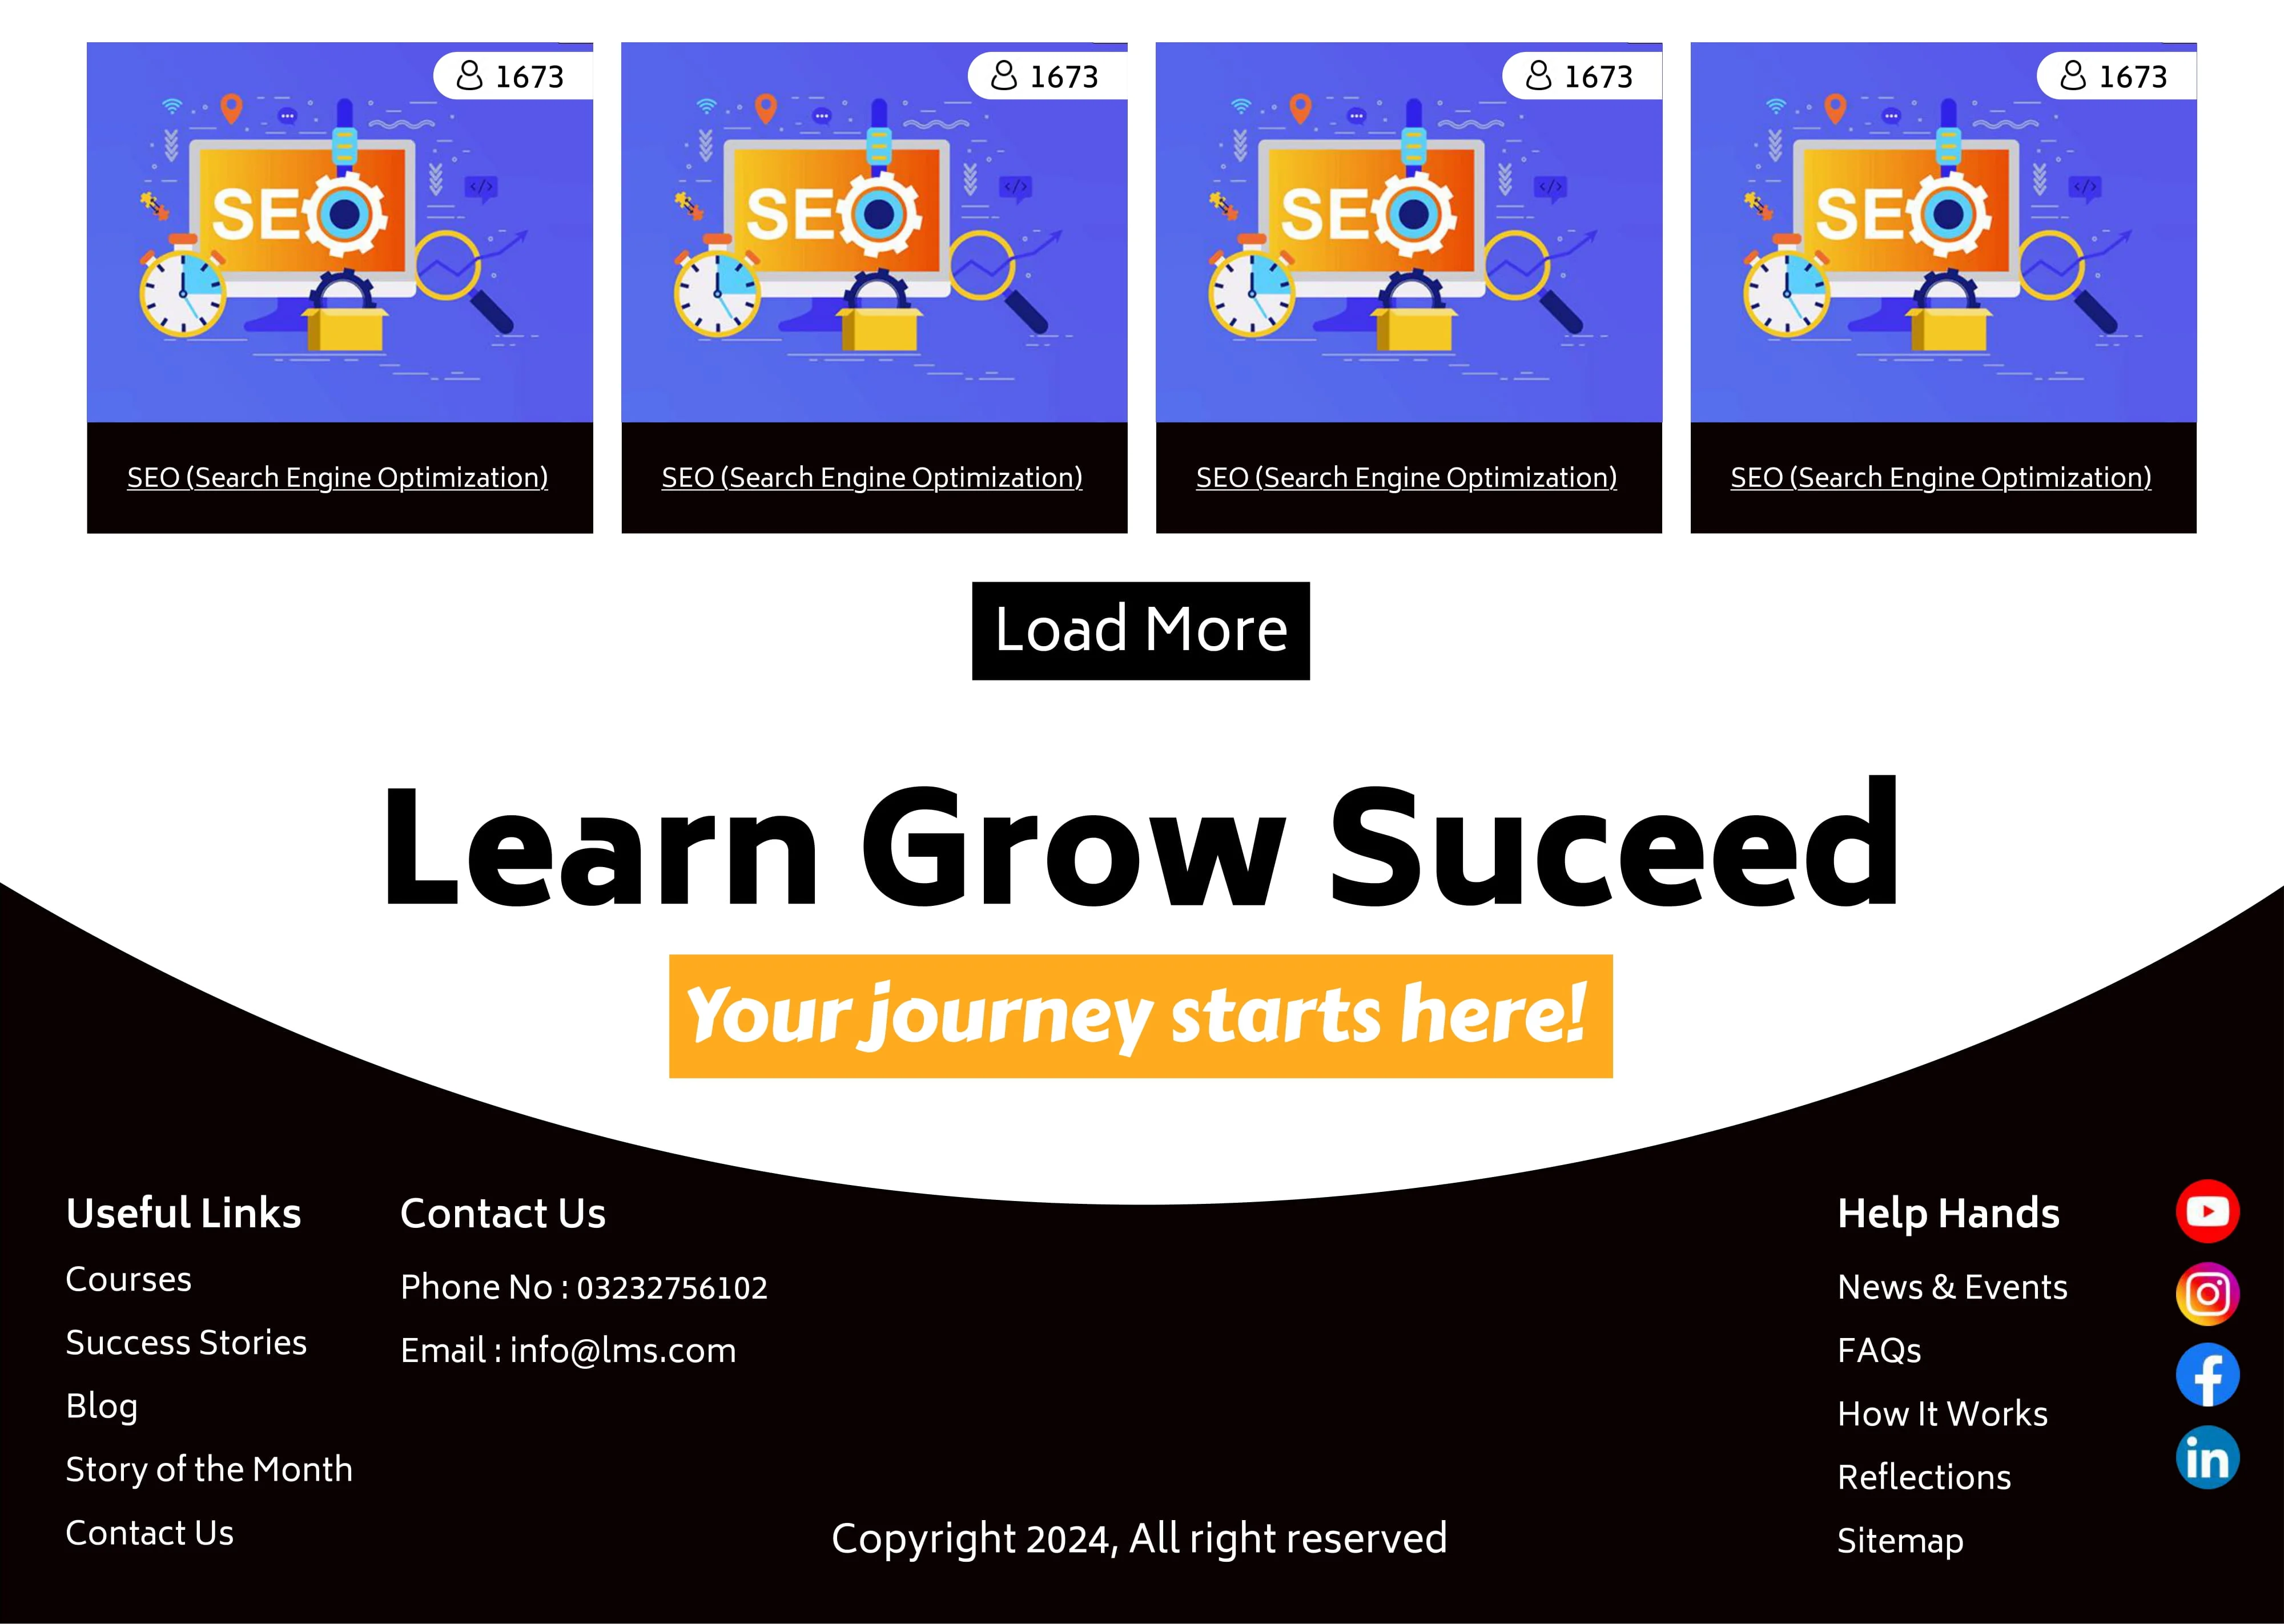 1673
1673
1673
1673
SEO
SEO
SEO
SEO
SEO (Search Engine Optimization)
SEO (Search Engine Optimization)
SEO (Search Engine Optimization)
SEO (Search Engine Optimization)
Load More
Learn Grow Suceed
Your journey starts here!
Useful Links
Courses
Success Stories
Blog
Story of the Month
Contact Us
Contact Us
Phone No : 03232756102
Email : info@lms.com
Copyright 2024, All right reserved
Help Hands
News & Events
FAQs
How It Works
Reflections
Sitemap
in